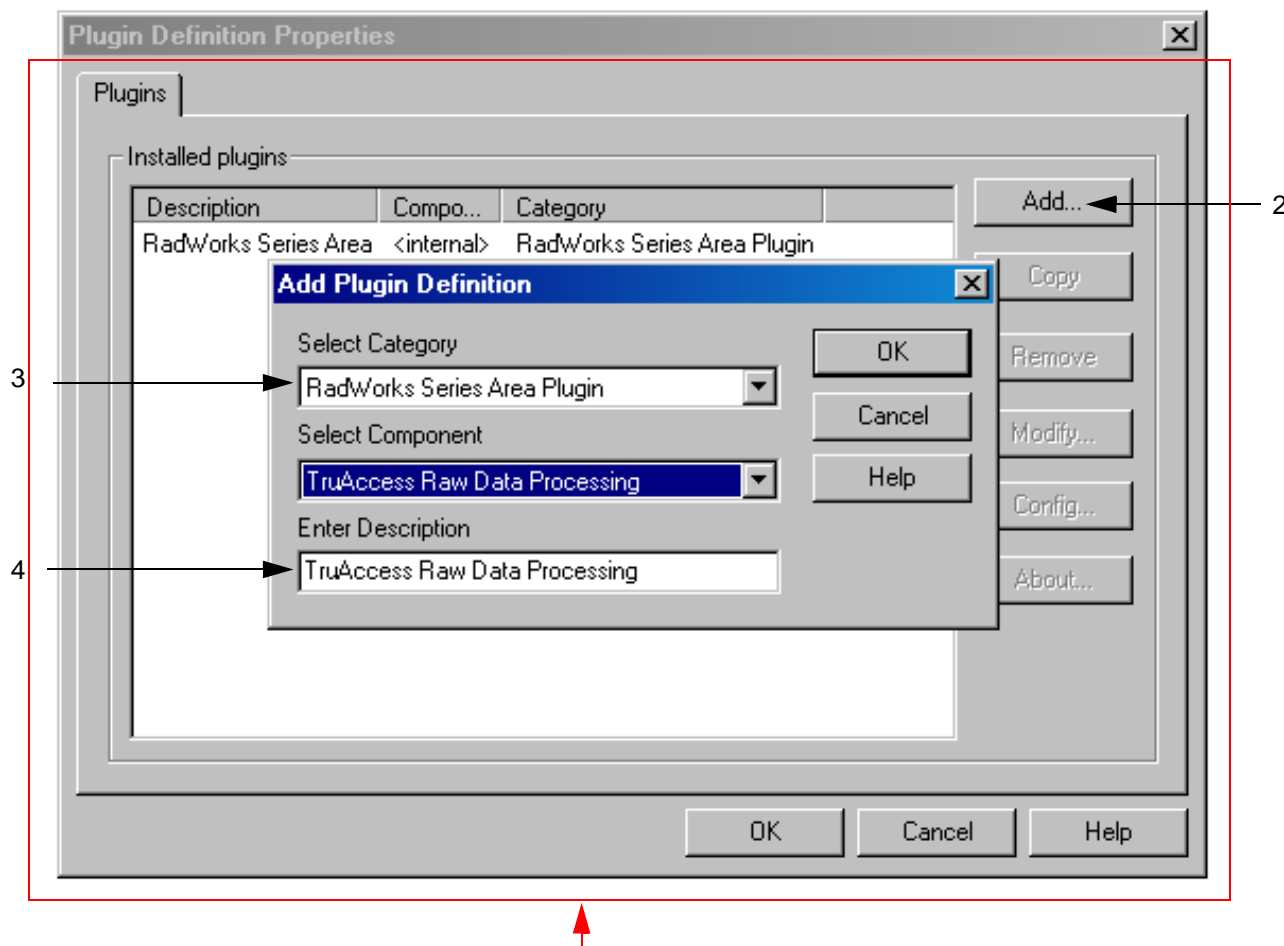 Plugin Definition Properties
Plugins
Installed plugins
Description Compo... Category
RadWorks Series Area <internal> RadWorks Series Area Plugin
Add...
2
Copy
Remove
Modify...
Config...
About...
Add Plugin Definition
Select Category
3
RadWorks Series Area Plugin
Select Component
TruAccess Raw Data Processing
Enter Description
4
TruAccess Raw Data Processing
OK
Cancel
Help
OK Cancel Help